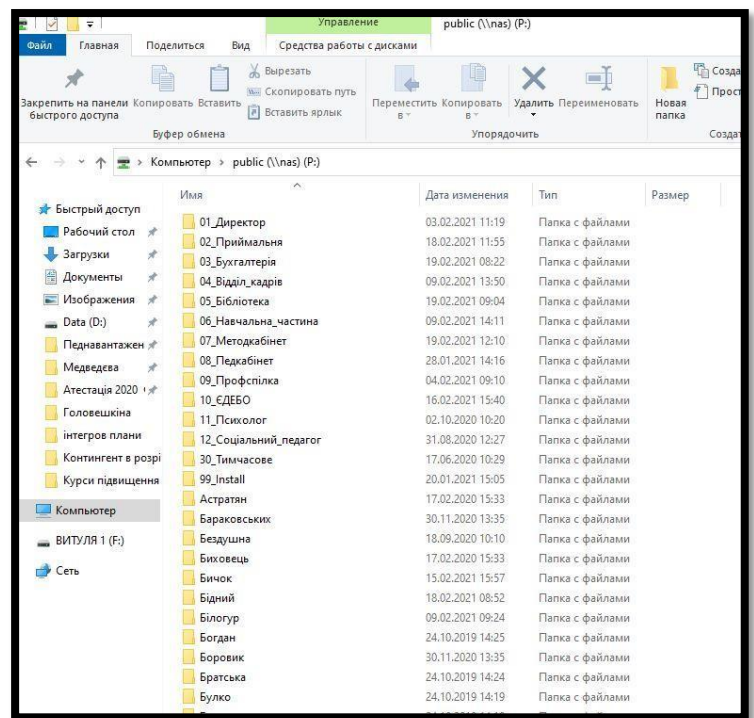 Управление
public (\\nas) (P:)
Файл Главная Поделиться Вид Средства работы с дисками
Вырезать
Скопировать путь
Вставить ярлык
Закрепить на панели быстрого доступа
Копировать
Вставить
Буфер обмена
Переместить в
Копировать в
Удалить
Переименовать
Упорядочить
Новая папка
Компьютер > public (\\nas) (P:)
Имя Дата изменения Тип Размер
Быстрый доступ
Рабочий стол
Загрузки
Документы
Изображения
Data (D:)
Педнавантажен
Медведєва
Атестація 2020
Головешкіна
інтегров плани
Контингент в розрі
Курси підвищення
Компьютер
ВИТУЛЯ 1 (F:)
Сеть
01_Директор 03.02.2021 11:19 Папка с файлами
02_Приймальня 18.02.2021 11:55 Папка с файлами
03_Бухгалтерія 19.02.2021 08:22 Папка с файлами
04_Відділ_кадрів 09.02.2021 13:50 Папка с файлами
05_Бібліотека 19.02.2021 09:04 Папка с файлами
06_Навчальна_частина 09.02.2021 14:11 Папка с файлами
07_Методкабінет 19.02.2021 12:10 Папка с файлами
08_Педкабінет 28.01.2021 14:16 Папка с файлами
09_Профспілка 04.02.2021 09:10 Папка с файлами
10_ЄДЕБО 16.02.2021 15:40 Папка с файлами
11_Психолог 02.10.2020 10:20 Папка с файлами
12_Соціальний_педагог 31.08.2020 12:27 Папка с файлами
30_Тимчасове 17.06.2020 10:29 Папка с файлами
99_Install 20.01.2021 15:05 Папка с файлами
Астратян 17.02.2020 15:33 Папка с файлами
Бараковських 30.11.2020 13:35 Папка с файлами
Бездушна 18.09.2020 10:10 Папка с файлами
Биховець 17.02.2020 15:33 Папка с файлами
Бичок 15.02.2021 15:57 Папка с файлами
Бідний 18.02.2021 08:52 Папка с файлами
Білогур 09.02.2021 09:24 Папка с файлами
Богдан 24.10.2019 14:25 Папка с файлами
Боровик 30.11.2020 13:35 Папка с файлами
Братська 24.10.2019 14:24 Папка с файлами
Булко 24.10.2019 14:19 Папка с файлами